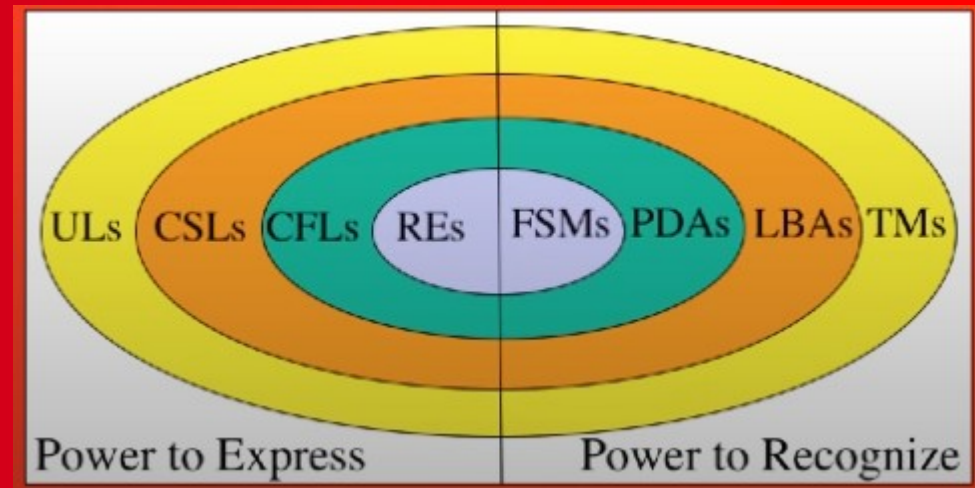 ULs CSLs CFLs REs FSMs PDAs LBAs TMs
Power to Express Power to Recognize